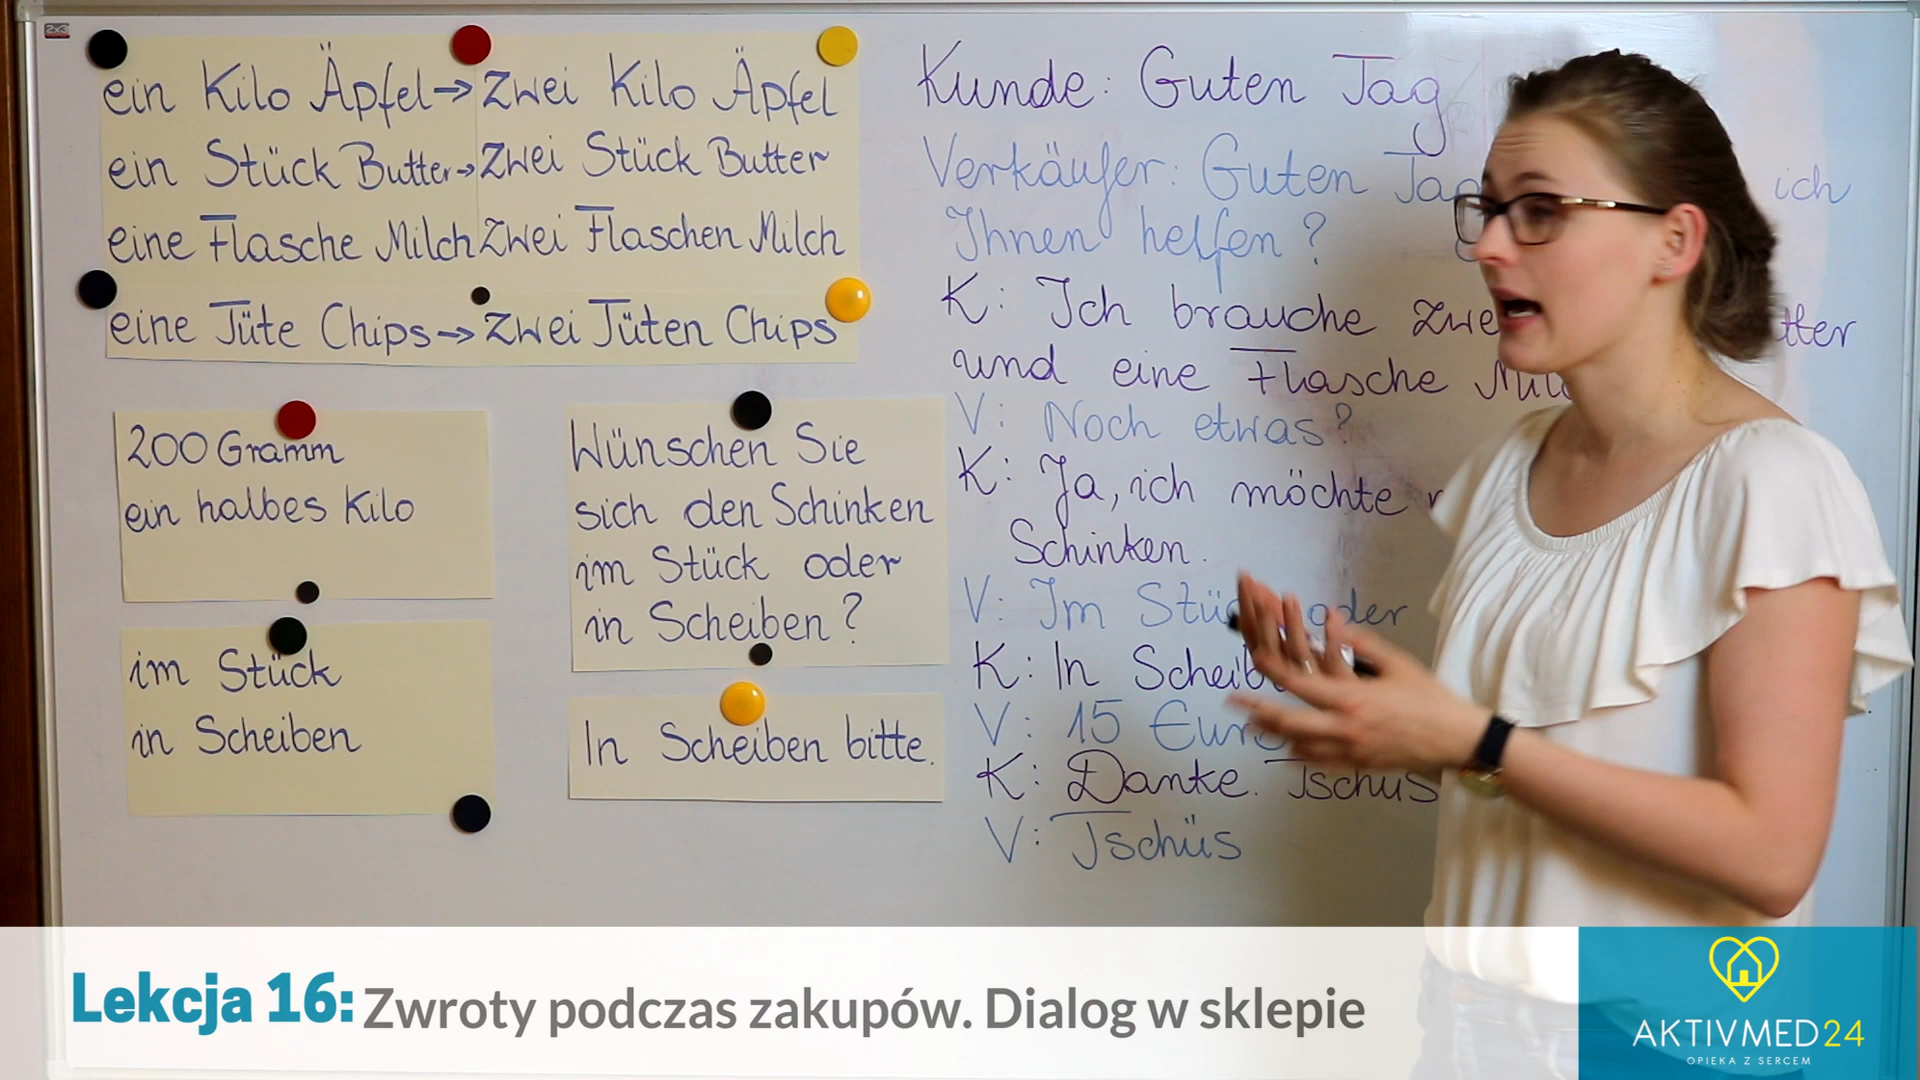 ein Kilo Äpfel → zwei Kilo Äpfel
ein Stück Butter → zwei Stück Butter
eine Flasche Milch zwei Flaschen Milch
eine Tüte Chips → zwei Tüten Chips
200 Gramm
ein halbes Kilo
im Stück
in Scheiben
Wünschen Sie
sich den Schinken
im Stück oder
in Scheiben?
In Scheiben bitte.
Kunde: Guten Tag
Verkäufer: Guten ich
Ihnen helfen?
K: Ich brauche
und eine Flasche
V: Noch etwas?
K: Ja, ich möchte
Schinken.
V: Im oder
K: In
V: 15
K: Danke. Tschüs
V: Tschüs
Lekcja 16: Zwroty podczas zakupów. Dialog w sklepie
AKTIVMED24
OPIEKA Z SERCEM